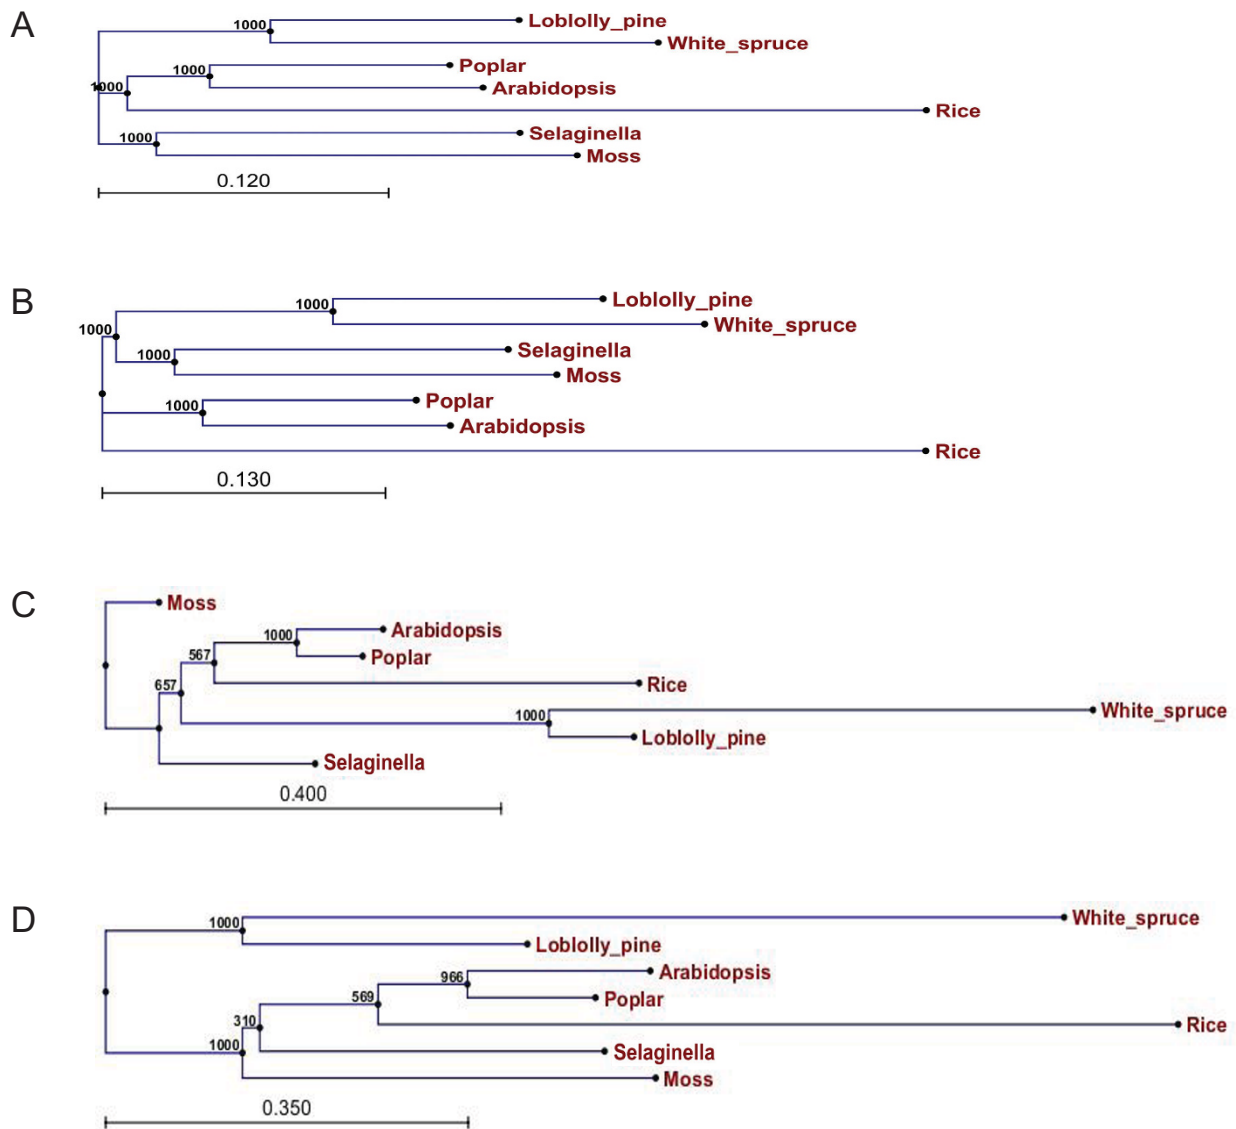 A
1000
Loblolly_pine
White_spruce
1000
Poplar
1000
Arabidopsis
Rice
1000
Selaginella
Moss
0.120
B
1000
Loblolly_pine
White_spruce
1000
1000
Selaginella
Moss
1000
Poplar
Arabidopsis
Rice
0.130
C
Moss
1000
Arabidopsis
567
Poplar
657
Rice
1000
White_spruce
Loblolly_pine
Selaginella
0.400
D
1000
White_spruce
Loblolly_pine
966
Arabidopsis
569
Poplar
310
Rice
1000
Selaginella
Moss
0.350